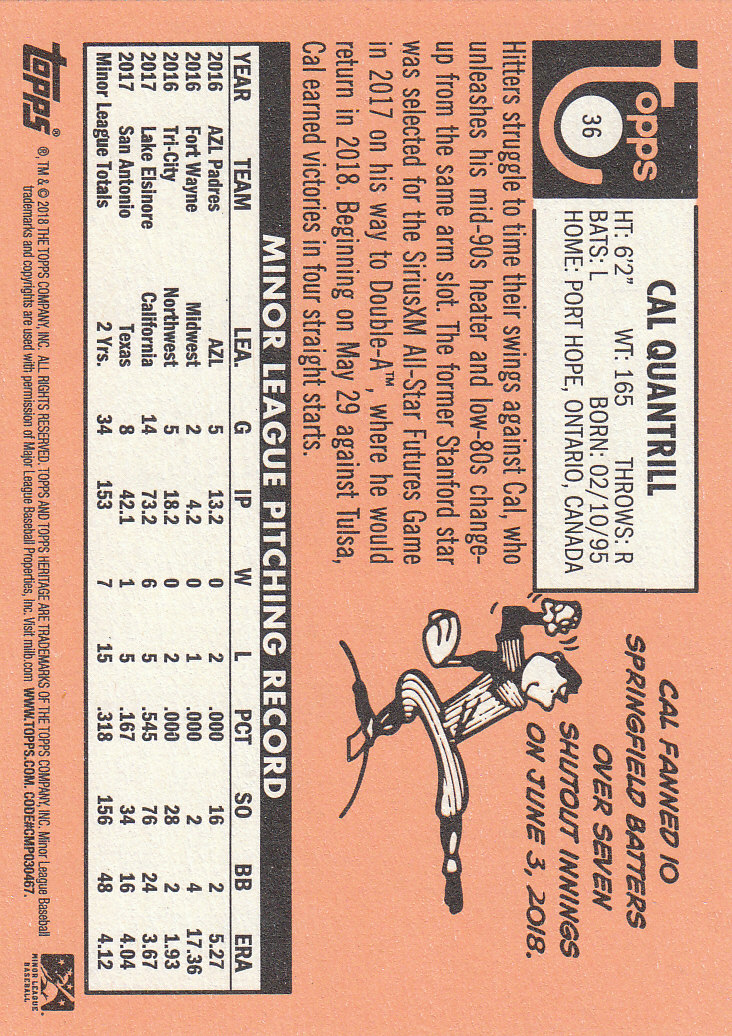 Topps
36
CAL QUANTRILL
HT: 6'2" WT: 165 THROWS: R
BATS: L BORN: 02/10/95
HOME: PORT HOPE, ONTARIO, CANADA
Hitters struggle to time their swings against Cal, who
unleashes his mid-90s heater and low-80s change-
up from the same arm slot. The former Stanford star
was selected for the SiriusXM All-Star Futures Game
in 2017 on his way to Double-A™, where he would
return in 2018. Beginning on May 29 against Tulsa,
Cal earned victories in four straight starts.
CAL FANNED 10
SPRINGFIELD BATTERS
OVER SEVEN
SHUTOUT INNINGS
ON JUNE 3, 2018.
MINOR LEAGUE PITCHING RECORD
YEAR TEAM LEA. G IP W L PCT SO BB ERA
2016 AZL Padres AZL 5 13.2 0 2 .000 16 2 5.27
2016 Fort Wayne Midwest 2 4.2 0 1 .000 2 4 17.36
2016 Tri-City Northwest 5 18.2 0 2 .000 28 2 1.93
2017 Lake Elsinore California 14 73.2 6 5 .545 76 24 3.67
2017 San Antonio Texas 8 42.1 1 5 .167 34 16 4.04
Minor League Totals 2 Yrs. 34 153 7 15 .318 156 48 4.12
Topps®
®, TM & © 2018 THE TOPPS COMPANY, INC. ALL RIGHTS RESERVED. TOPPS AND TOPPS HERITAGE ARE TRADEMARKS OF THE TOPPS COMPANY, INC. Minor League Baseball
trademarks and copyrights are used with permission of Major League Baseball Properties, Inc. Visit milb.com WWW.TOPPS.COM. CODE#CMP030467.
MINOR LEAGUE
BASEBALL